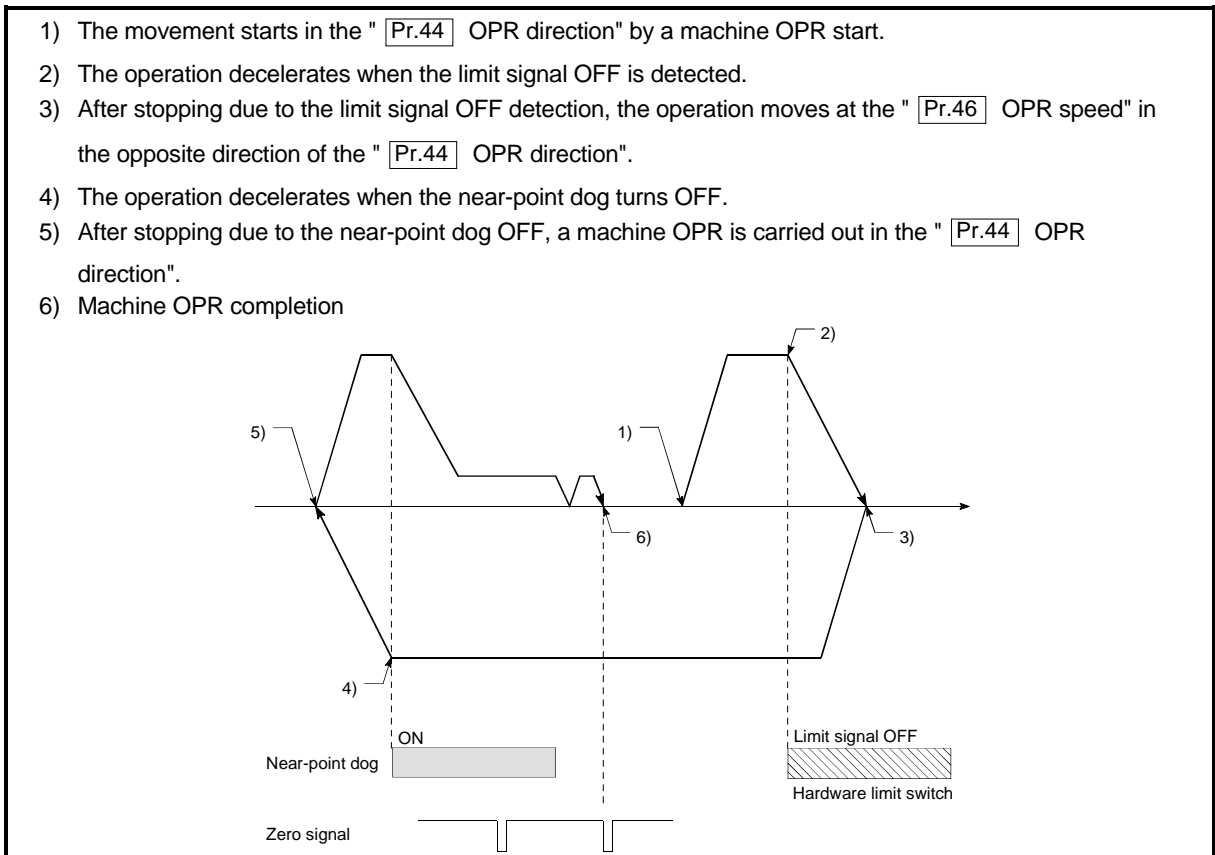 1) The movement starts in the " Pr.44 OPR direction" by a machine OPR start.
2) The operation decelerates when the limit signal OFF is detected.
3) After stopping due to the limit signal OFF detection, the operation moves at the " Pr.46 OPR speed" in
the opposite direction of the " Pr.44 OPR direction".
4) The operation decelerates when the near-point dog turns OFF.
5) After stopping due to the near-point dog OFF, a machine OPR is carried out in the " Pr.44 OPR
direction".
6) Machine OPR completion
2)
5)
1)
6)
3)
4)
ON
Limit signal OFF
Near-point dog
Hardware limit switch
Zero signal